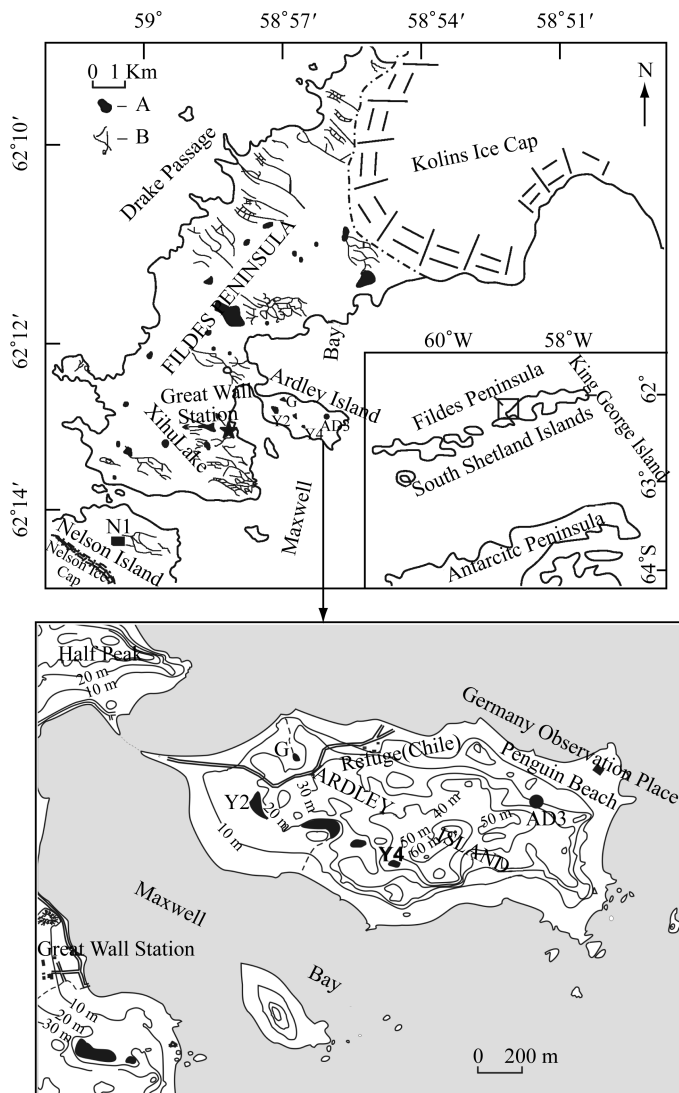 59°
58°57′
58°54′
58°51′
0 1 Km
– A
– B
N
62°10′
Drake Passage
Kolins Ice Cap
FILDES PENINSULA
62°12′
Bay
60°W
58°W
Ardley Island
Great Wall
Station
G
Y2
Y4
AD3
XihuLake
Fildes Peninsula
King George Island
62°
South Shetland Islands
63°
62°14′
Maxwell
N1
Nelson Island
Nelson Ice
Cap
Antarcitc Peninsula
64°S
Half Peak
20 m
10 m
Germany Observation Place
G
Refuge(Chile)
Penguin Beach
ARDLEY
Y2
30 m
20 m
40 m
50 m
AD3
10 m
50 m
60 m
Y4
ISLAND
Maxwell
Great Wall Station
Bay
10 m
20 m
30 m
0 200 m